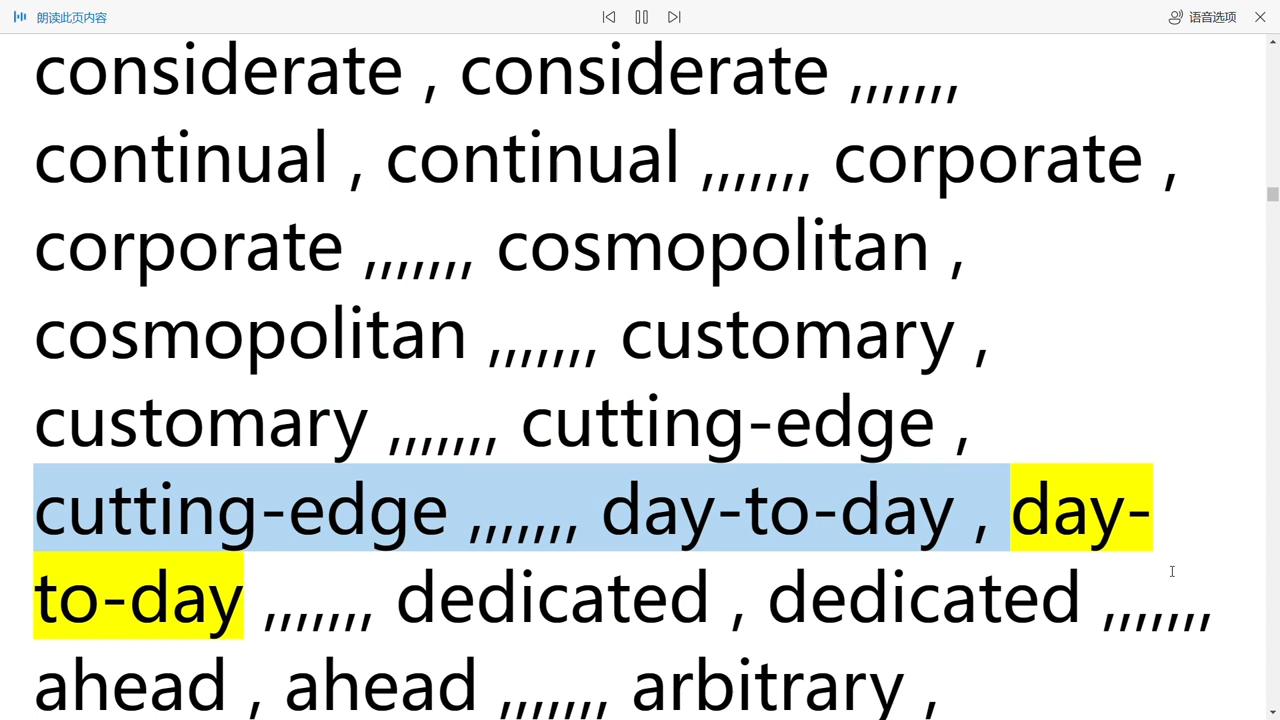 朗读此页内容 语音选项
considerate , considerate ,,,,,,,
continual , continual ,,,,,,, corporate ,
corporate ,,,,,,, cosmopolitan ,
cosmopolitan ,,,,,,, customary ,
customary ,,,,,,, cutting-edge ,
cutting-edge ,,,,,,, day-to-day , day-
to-day ,,,,,,, dedicated , dedicated ,,,,,,,
ahead , ahead ,,,,,,, arbitrary ,